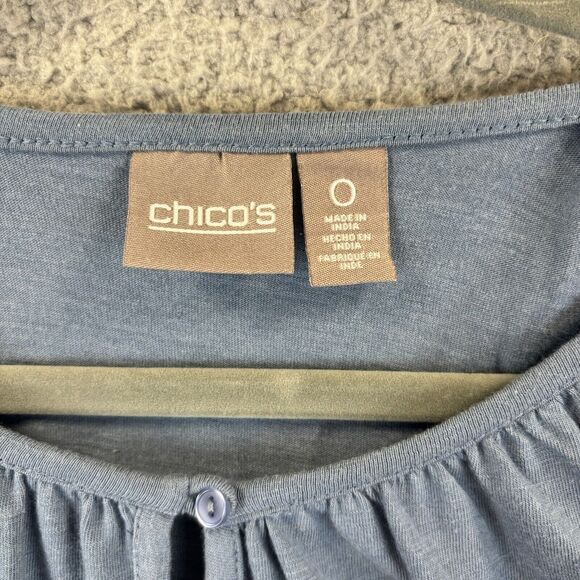 chico's
0
MADE IN
INDIA
HECHO EN
INDIA
FABRIQUÉ EN
INDE